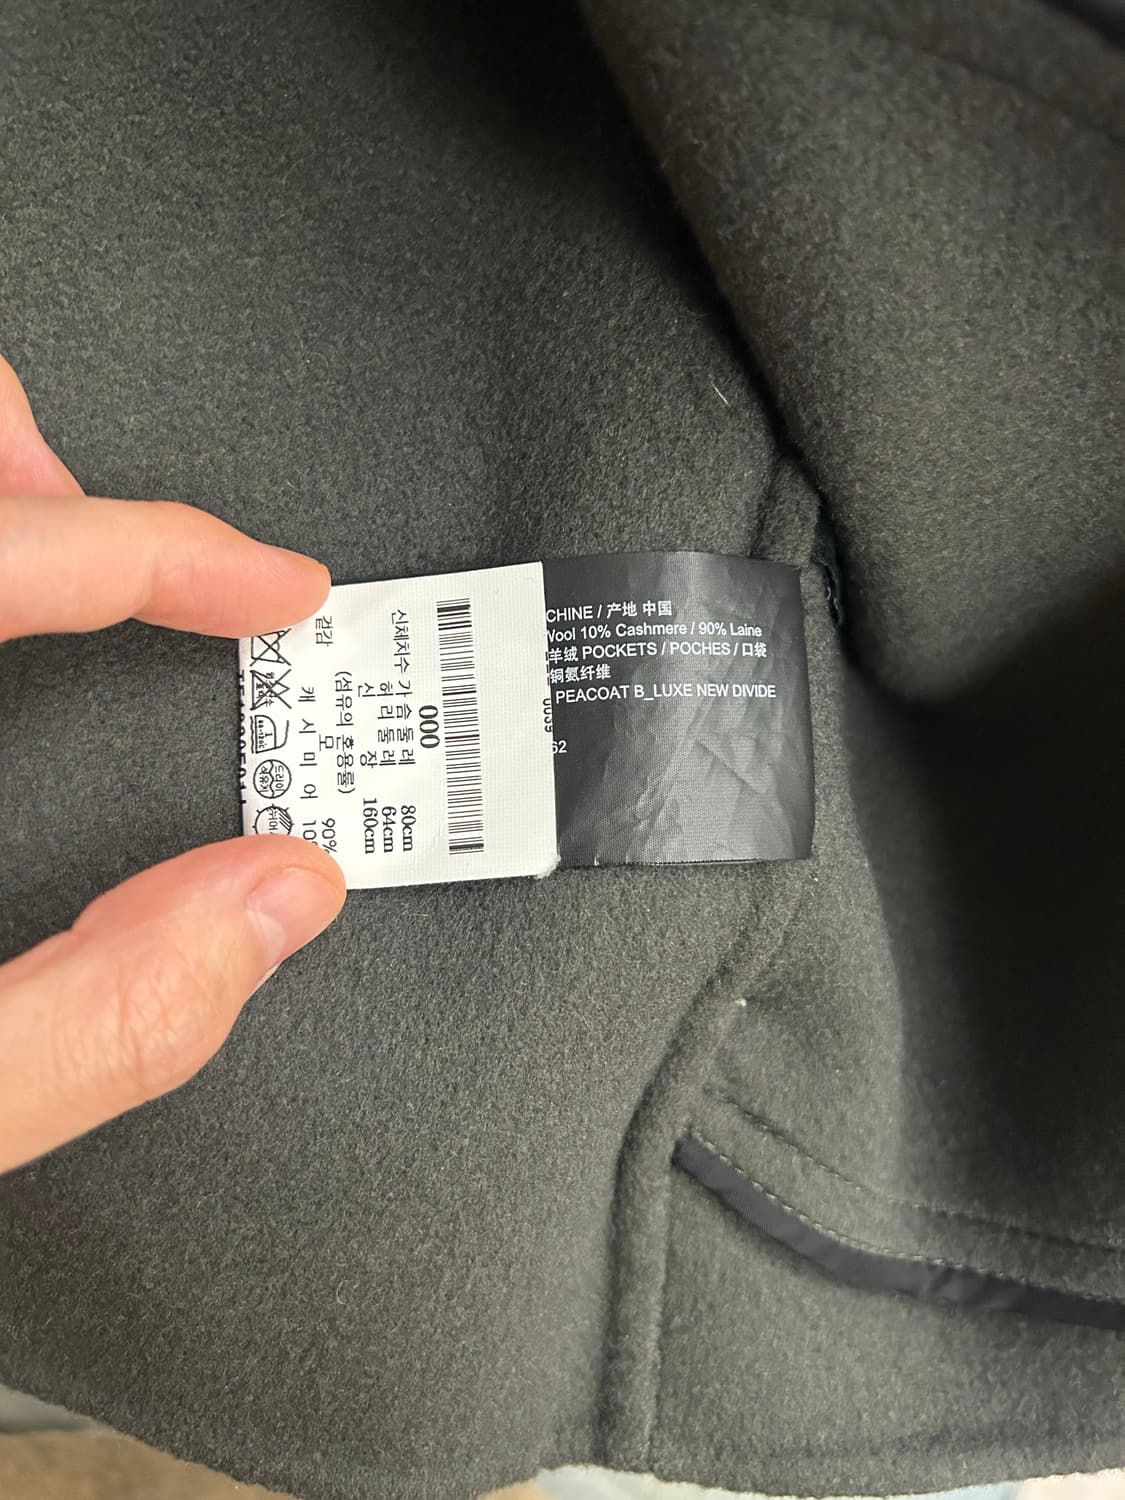 CHINE / 产地 中国
Wool 10% Cashmere / 90% Laine
羊绒 POCKETS / POCHES / 口袋
铜氨纤维
PEACOAT B_LUXE NEW DIVIDE
62
0039
000
신체치수 가슴둘레 80cm
허리둘레 64cm
신 장 160cm
(섬유의 혼용률)
겉감 모 90%
캐시미어